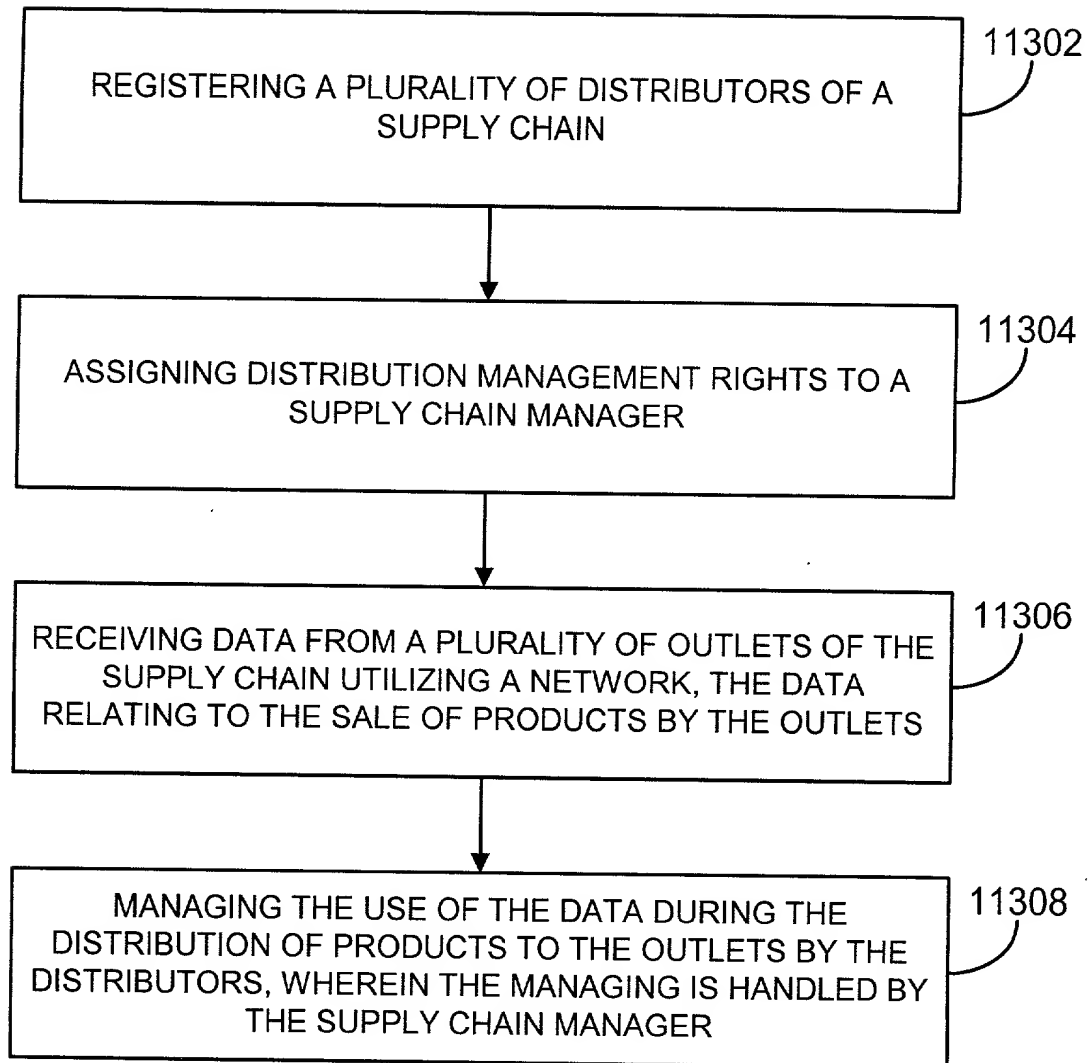 11302
REGISTERING A PLURALITY OF DISTRIBUTORS OF A
SUPPLY CHAIN
11304
ASSIGNING DISTRIBUTION MANAGEMENT RIGHTS TO A
SUPPLY CHAIN MANAGER
11306
RECEIVING DATA FROM A PLURALITY OF OUTLETS OF THE
SUPPLY CHAIN UTILIZING A NETWORK, THE DATA
RELATING TO THE SALE OF PRODUCTS BY THE OUTLETS
11308
MANAGING THE USE OF THE DATA DURING THE
DISTRIBUTION OF PRODUCTS TO THE OUTLETS BY THE
DISTRIBUTORS, WHEREIN THE MANAGING IS HANDLED BY
THE SUPPLY CHAIN MANAGER